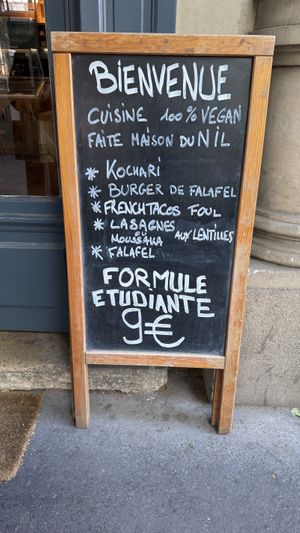 BIENVENUE
CUISINE 100% VEGAN
FAITE MAISON DU NIL
* KOCHARI
* BURGER DE FALAFEL
* FRENCH TACOS FOUL
* LASAGNES
& MOUSSAKA AUX LENTILLES
* FALAFEL
FORMULE
ETUDIANTE
9€